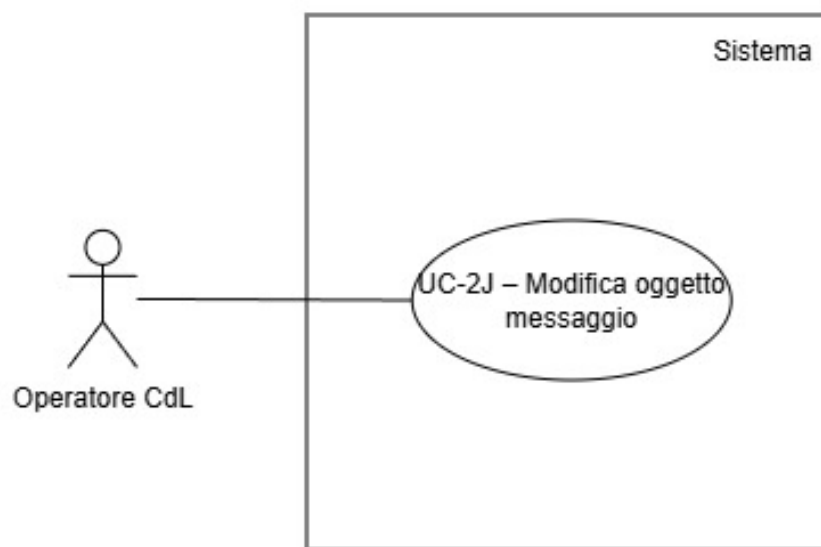 Sistema
UC-2J – Modifica oggetto
messaggio
Operatore CdL